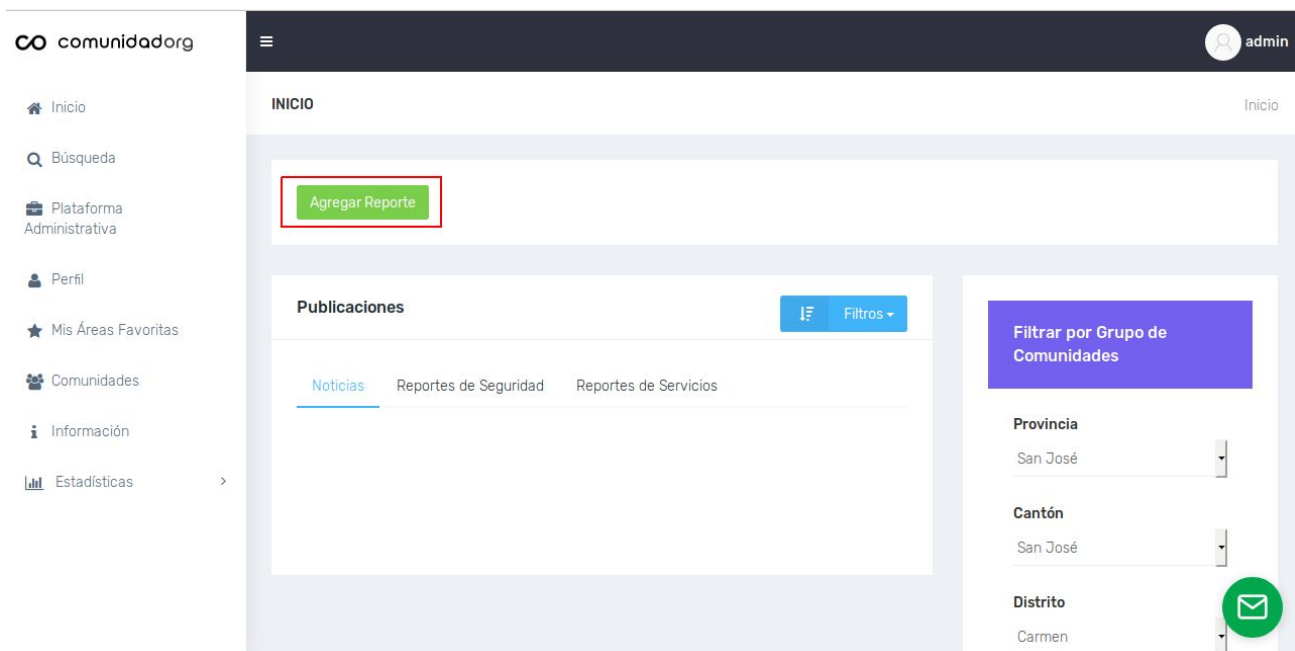 comunidadorg
admin
Inicio
Búsqueda
Plataforma
Administrativa
Perfil
Mis Áreas Favoritas
Comunidades
Información
Estadísticas
INICIO
Inicio
Agregar Reporte
Publicaciones
Filtros
Noticias
Reportes de Seguridad
Reportes de Servicios
Filtrar por Grupo de
Comunidades
Provincia
San José
Cantón
San José
Distrito
Carmen